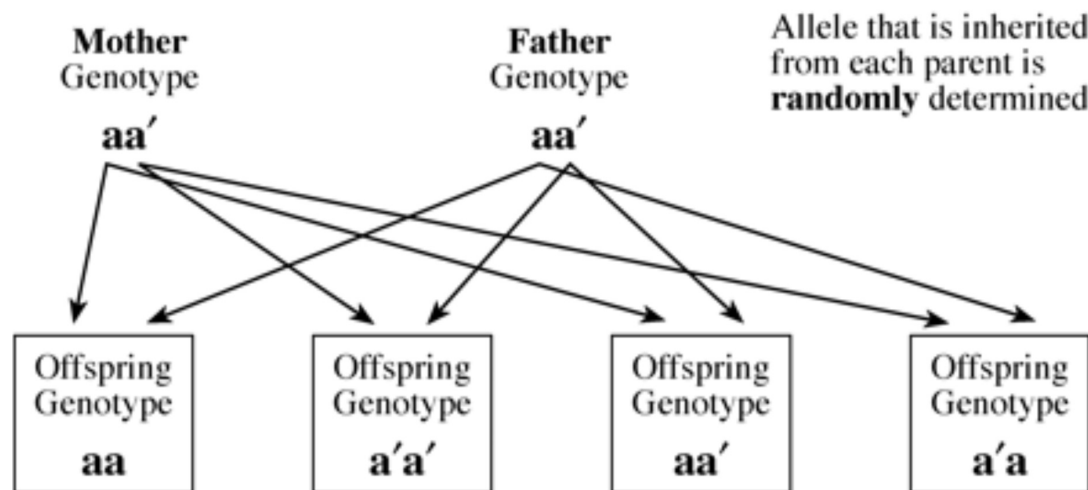 Mother
Genotype
aa′
Father
Genotype
aa′
Allele that is inherited
from each parent is
randomly determined
Offspring
Genotype
aa
Offspring
Genotype
a′a′
Offspring
Genotype
aa′
Offspring
Genotype
a′a